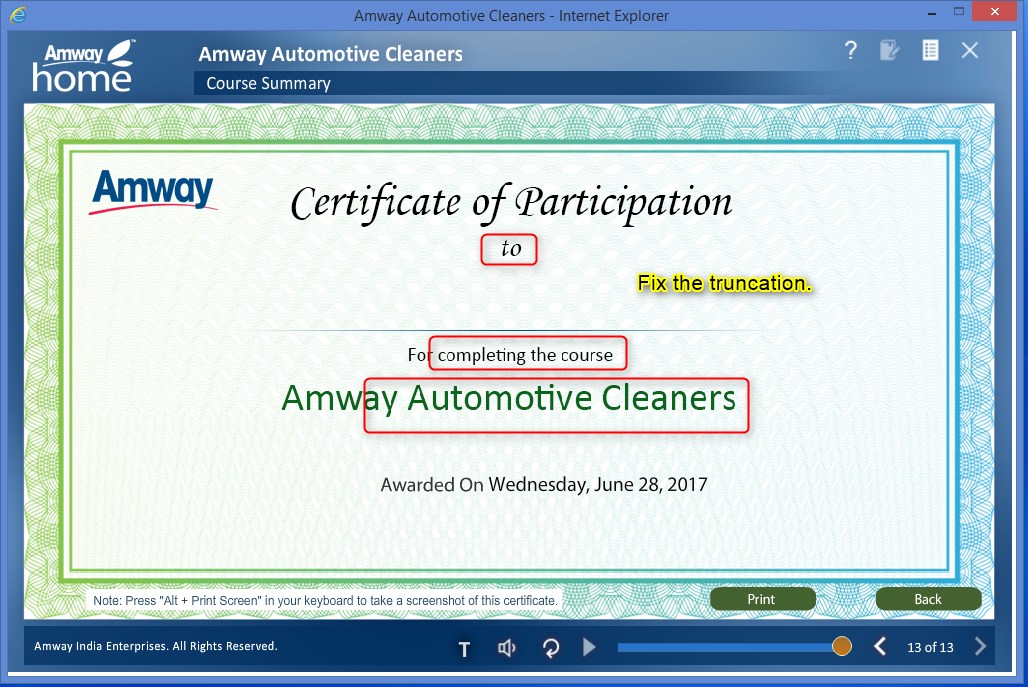 Amway Automotive Cleaners - Internet Explorer
Amway™
home
Amway Automotive Cleaners
?
Course Summary
Amway
Certificate of Participation
to
Fix the truncation.
For completing the course
Amway Automotive Cleaners
Awarded On Wednesday, June 28, 2017
Note: Press "Alt + Print Screen" in your keyboard to take a screenshot of this certificate.
Print
Back
Amway India Enterprises. All Rights Reserved.
T
13 of 13